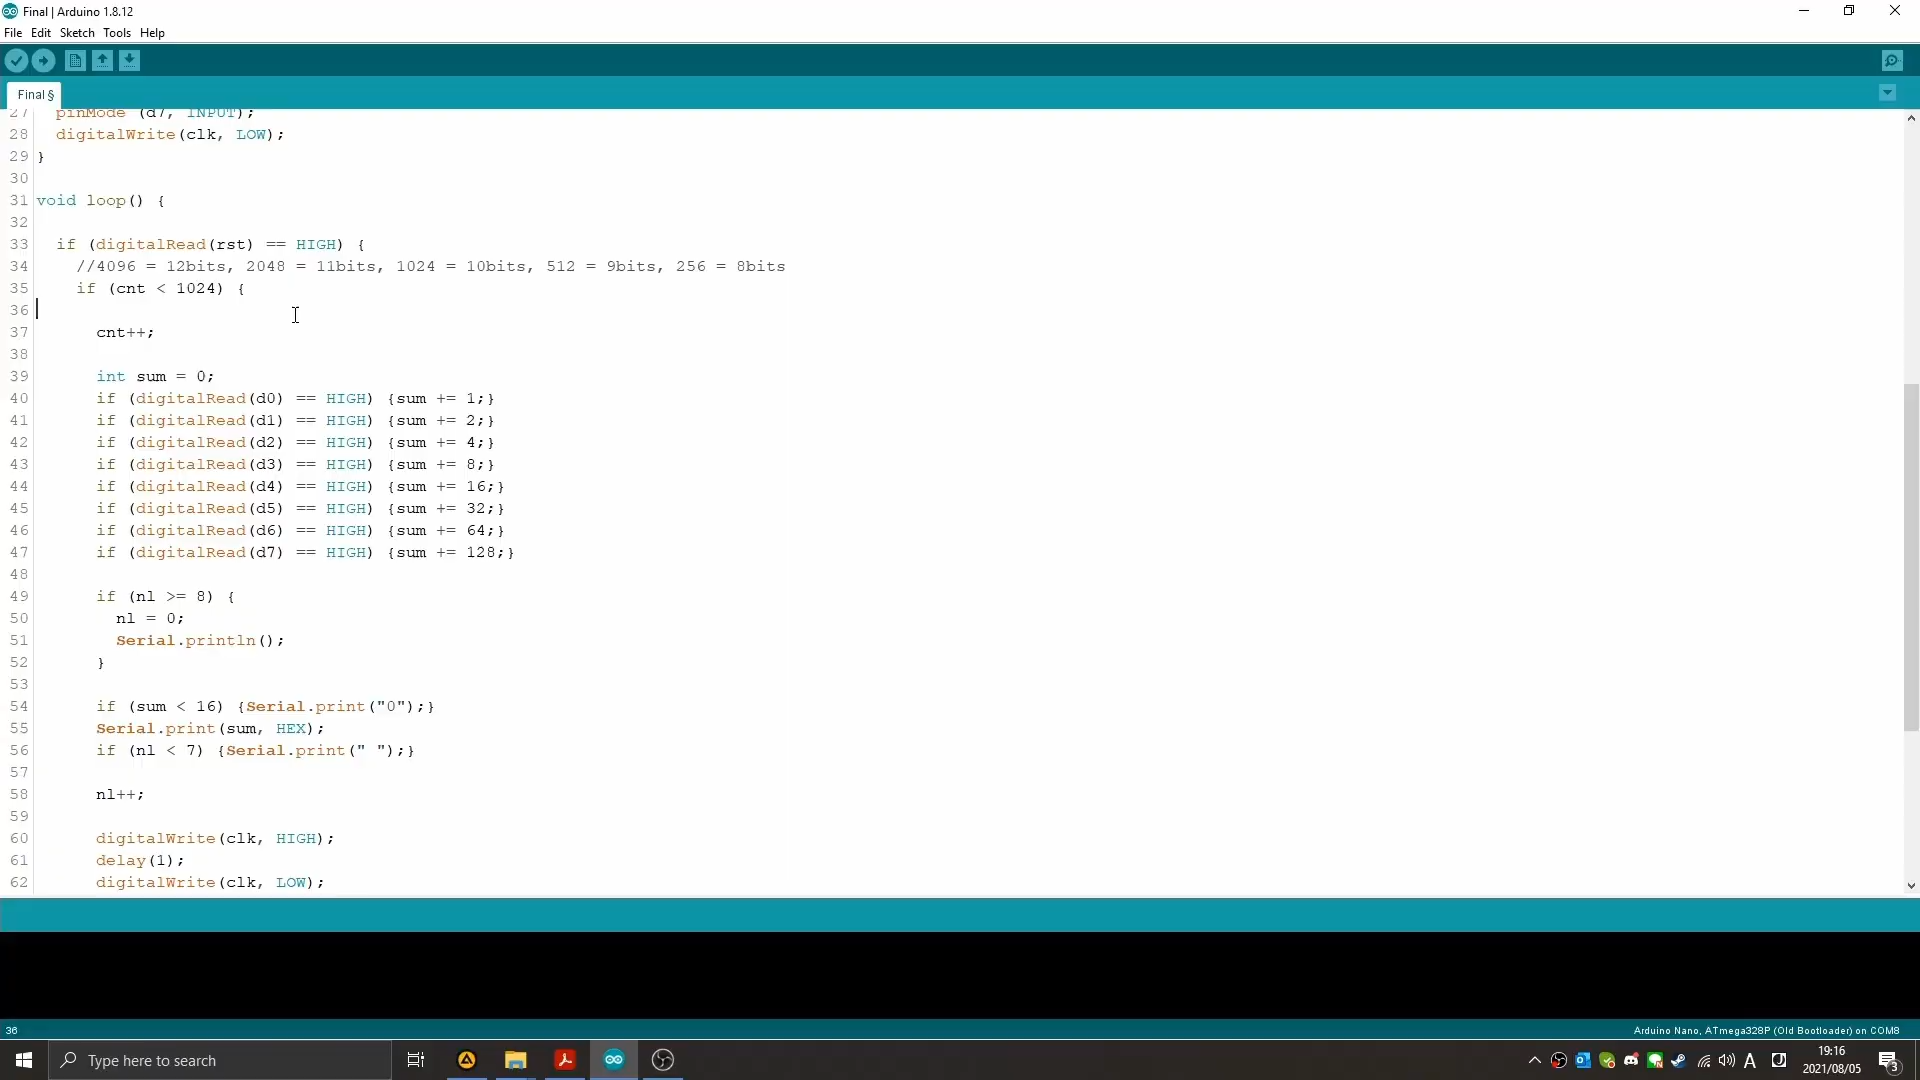 Final | Arduino 1.8.12
File Edit Sketch Tools Help
Final §
27 pinMode (d7, INPUT);
28 digitalWrite(clk, LOW);
29 }
30
31 void loop() {
32
33 if (digitalRead(rst) == HIGH) {
34 //4096 = 12bits, 2048 = 11bits, 1024 = 10bits, 512 = 9bits, 256 = 8bits
35 if (cnt < 1024) {
36
37 cnt++;
38
39 int sum = 0;
40 if (digitalRead(d0) == HIGH) {sum += 1;}
41 if (digitalRead(d1) == HIGH) {sum += 2;}
42 if (digitalRead(d2) == HIGH) {sum += 4;}
43 if (digitalRead(d3) == HIGH) {sum += 8;}
44 if (digitalRead(d4) == HIGH) {sum += 16;}
45 if (digitalRead(d5) == HIGH) {sum += 32;}
46 if (digitalRead(d6) == HIGH) {sum += 64;}
47 if (digitalRead(d7) == HIGH) {sum += 128;}
48
49 if (nl >= 8) {
50 nl = 0;
51 Serial.println();
52 }
53
54 if (sum < 16) {Serial.print("0");}
55 Serial.print(sum, HEX);
56 if (nl < 7) {Serial.print(" ");}
57
58 nl++;
59
60 digitalWrite(clk, HIGH);
61 delay(1);
62 digitalWrite(clk, LOW);
36 Arduino Nano, ATmega328P (Old Bootloader) on COM8
Type here to search
A
19:16
2021/08/05
3